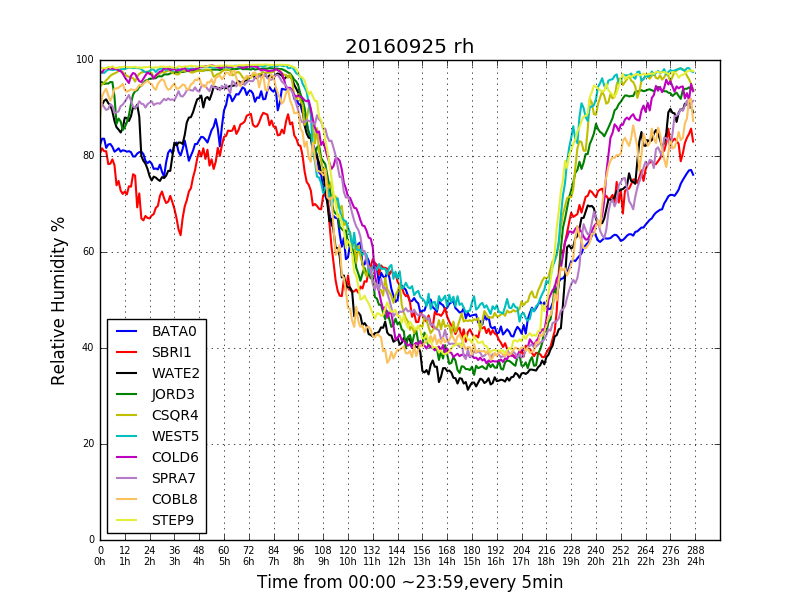 20160925 rh
100
80
60
40
20
0
Relative Humidity %
BATA0
SBRI1
WATE2
JORD3
CSQR4
WEST5
COLD6
SPRA7
COBL8
STEP9
0 12 24 36 48 60 72 84 96 108 120 132 144 156 168 180 192 204 216 228 240 252 264 276 288
0h 1h 2h 3h 4h 5h 6h 7h 8h 9h 10h 11h 12h 13h 14h 15h 16h 17h 18h 19h 20h 21h 22h 23h 24h
Time from 00:00 ~23:59,every 5min